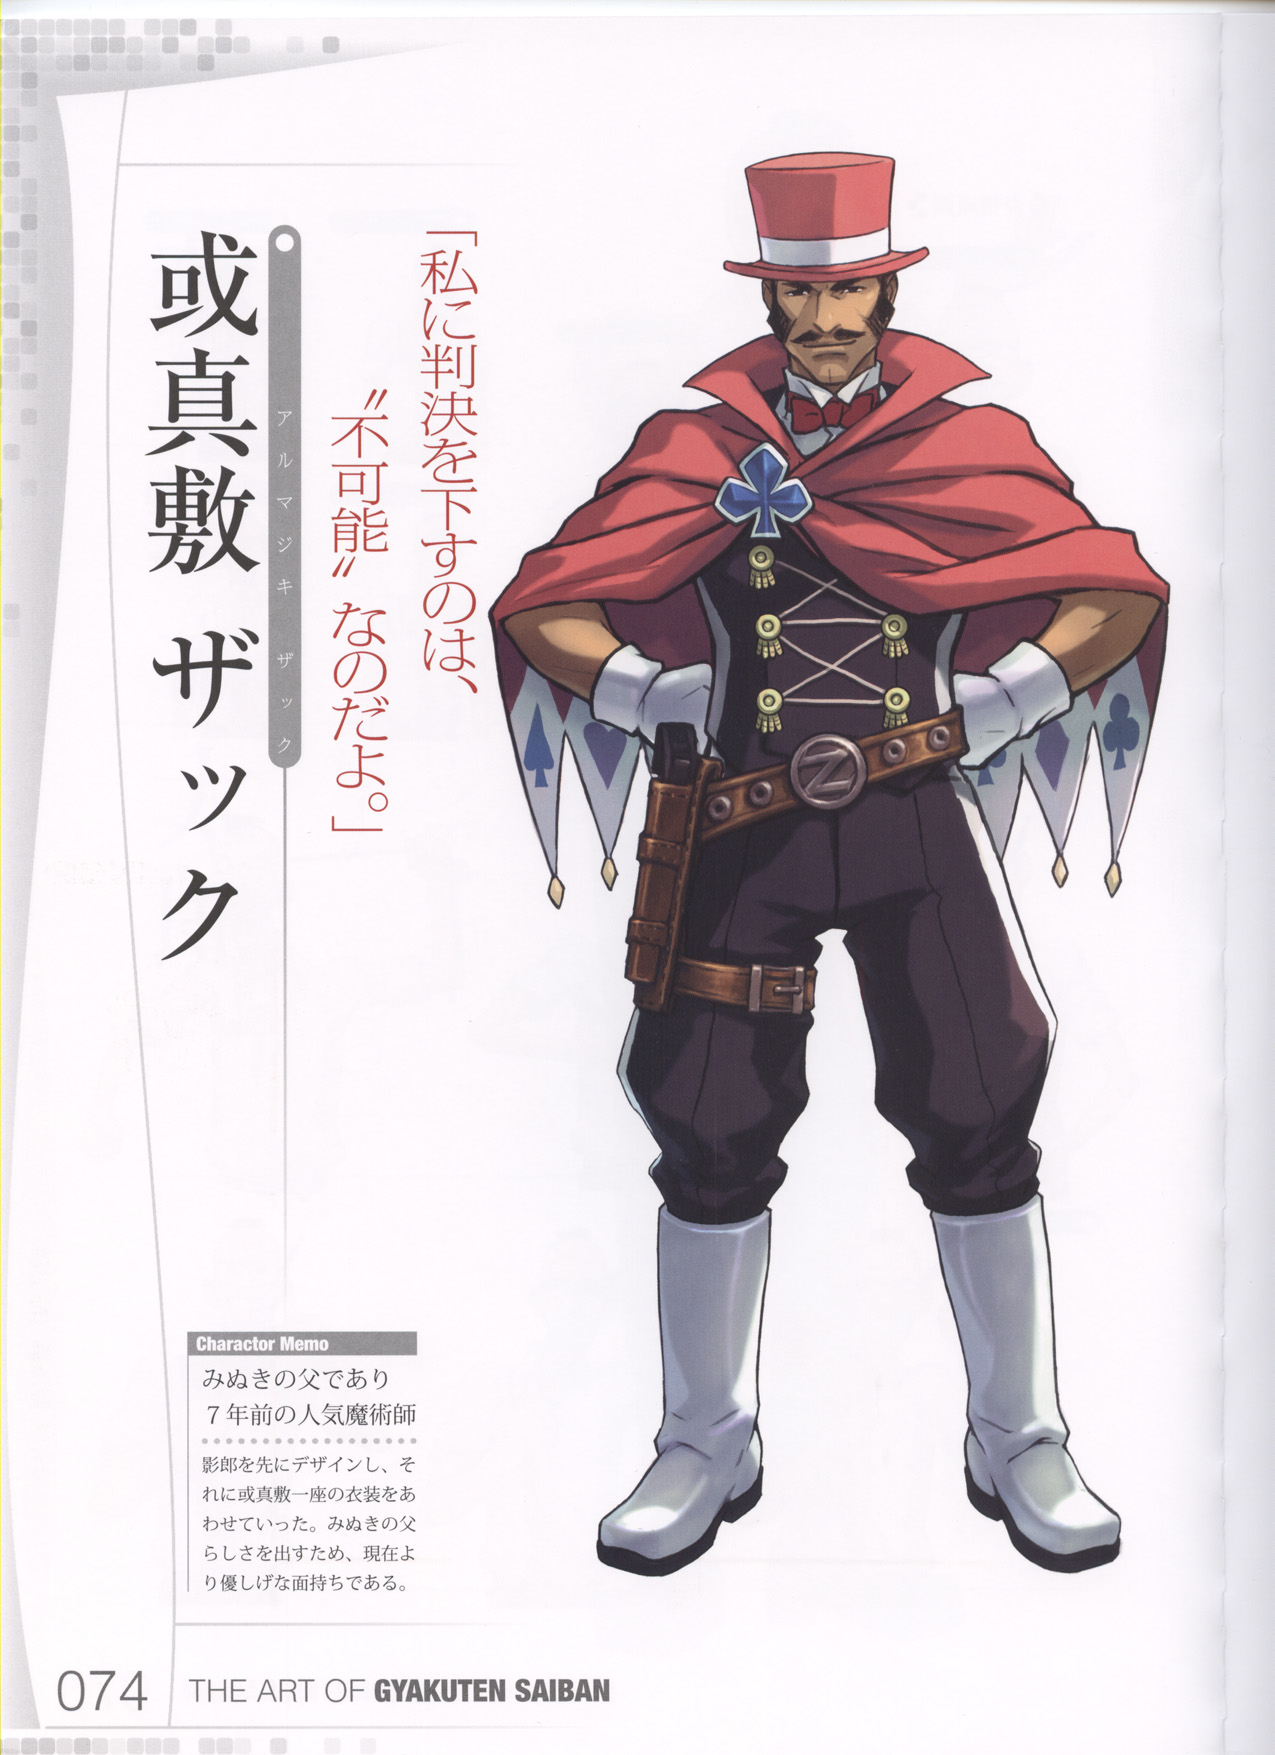 「私に判決を下すのは、
〝不可能〟なのだよ。」
アルマジキ ザック
或真敷 ザック
Charactor Memo
みぬきの父であり
7年前の人気魔術師
影郎を先にデザインし、そ
れに或真敷一座の衣装をあ
わせていった。みぬきの父
らしさを出すため、現在よ
り優しげな面持ちである。
Z
074 THE ART OF GYAKUTEN SAIBAN